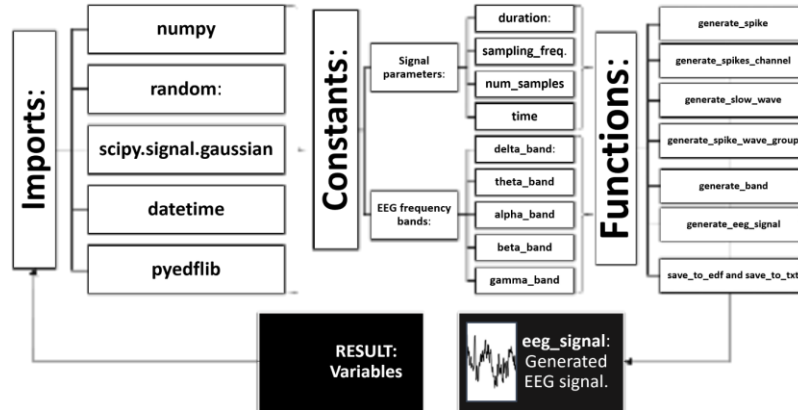 Imports:
numpy
random:
scipy.signal.gaussian
datetime
pyedflib
Constants:
Signal
parameters:
duration:
sampling_freq.
num_samples
time
EEG frequency
bands:
delta_band:
theta_band
alpha_band
beta_band
gamma_band
Functions:
generate_spike
generate_spikes_channel
generate_slow_wave
generate_spike_wave_group
generate_band
generate_eeg_signal
save_to_edf and save_to_txt
RESULT:
Variables
eeg_signal:
Generated
EEG signal.